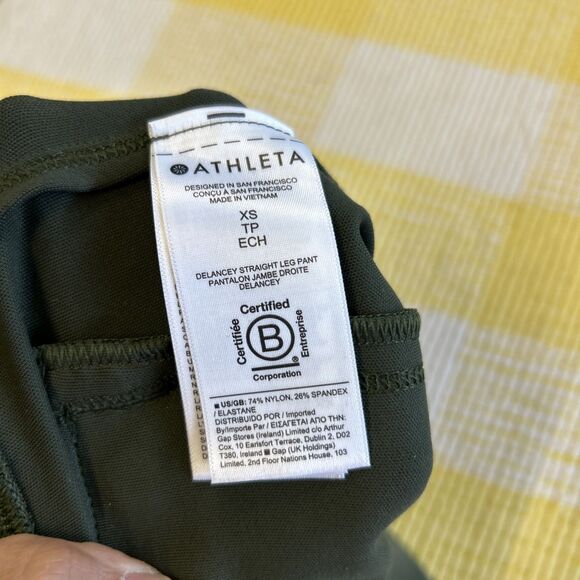 ATHLETA
DESIGNED IN SAN FRANCISCO
CONÇU À SAN FRANCISCO
MADE IN VIETNAM
XS
TP
ECH
DELANCEY STRAIGHT LEG PANT
PANTALON JAMBE DROITE
DELANCEY
Certified
Certifiée
B
Entreprise
®
Corporation
■ US/GB: 74% NYLON, 26% SPANDEX
/ ELASTANE
DISTRIBUIDO POR / Imported
By/Importe Par / ΕΙΣΑΓΕΤΑΙ ΑΠΟ ΤΗΝ:
Gap Stores (Ireland) Limited c/o Arthur
Cox, 10 Earlsfort Terrace, Dublin 2, D02
T380, Ireland ■ Gap (UK Holdings)
Limited, 2nd Floor Nations House, 103